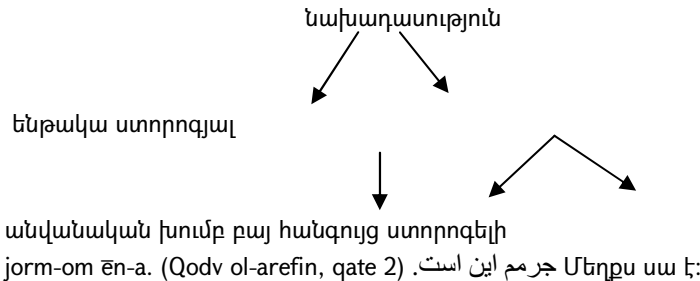 նախադասություն
ենթակա ստորոգյալ
անվանական խումբ բայ հանգույց ստորոգելի
jorm-om ēn-a. (Qodv ol-arefin, qate 2) جرمم این است. Մեղքս սա է: